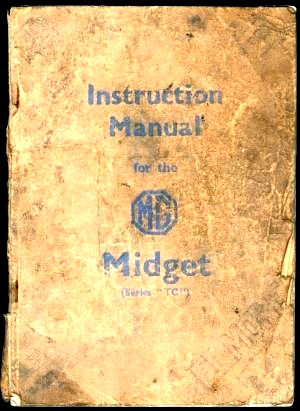 Instruction
Manual
for the
MG
Midget
(Series "TC")